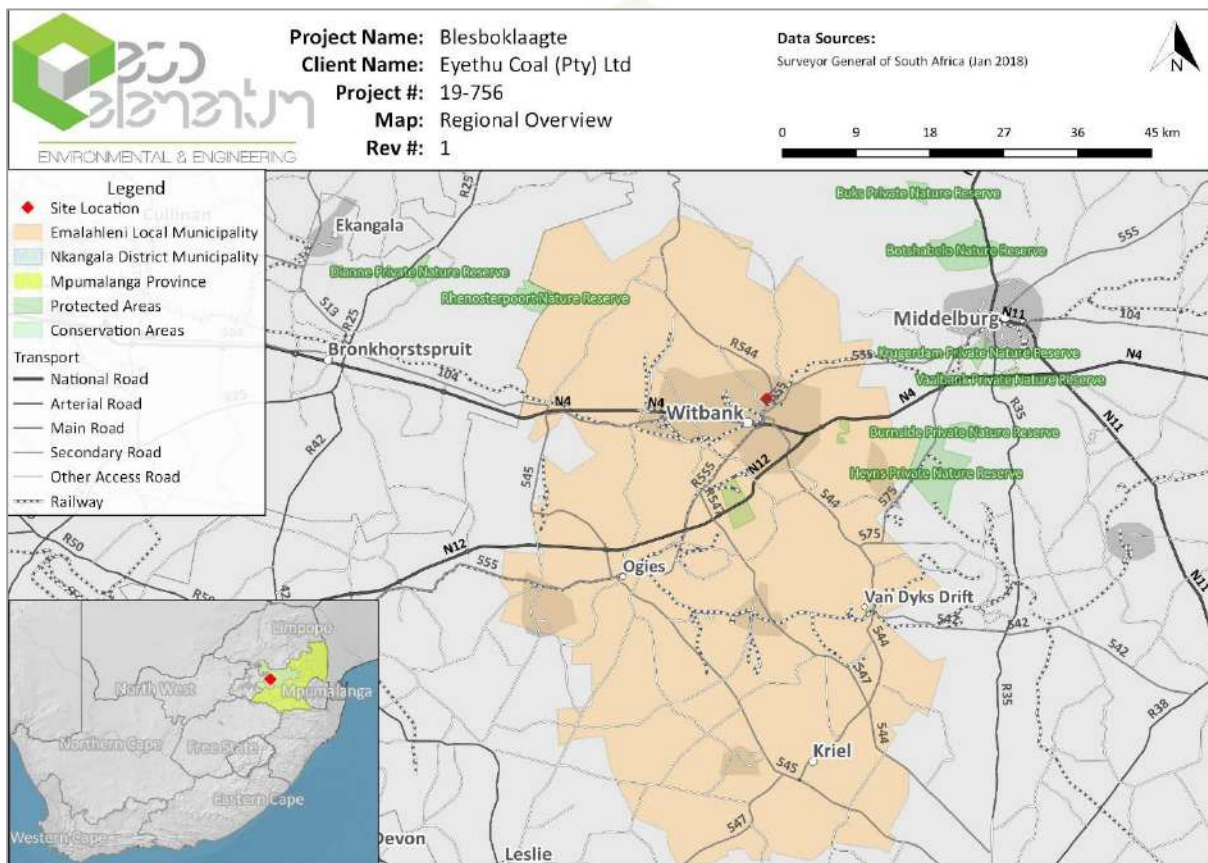 eco
elementum
ENVIRONMENTAL & ENGINEERING
Project Name: Blesboklaagte
Client Name: Eyethu Coal (Pty) Ltd
Project #: 19-756
Map: Regional Overview
Rev #: 1
Data Sources:
Surveyor General of South Africa (Jan 2018)
N
0 9 18 27 36 45 km
Legend
Site Location
Emalahleni Local Municipality
Nkangala District Municipality
Mpumalanga Province
Protected Areas
Conservation Areas
Transport
National Road
Arterial Road
Main Road
Secondary Road
Other Access Road
Railway
Cullinan
R25
Ekangala
Buks Private Nature Reserve
Botshabelo Nature Reserve
555
Dianne Private Nature Reserve
Rhenosterpoort Nature Reserve
513
R25
104
Middelburg
N11
104
Bronkhorstspruit
R544
555
Krugerdam Private Nature Reserve
N4
Vaalbank Private Nature Reserve
104
N4
N4
R555
N4
Witbank
R35
R42
545
R555
N12
Burnside Private Nature Reserve
N11
Heyns Private Nature Reserve
R547
544
575
575
R50
N12
555
Ogies
Van Dyks Drift
542
542
542
N11
544
547
R35
R38
544
Kriel
545
547
Devon
Leslie
42
Limpopo
North West
Mpumalanga
Northern Cape
Free State
Eastern Cape
Western Cape